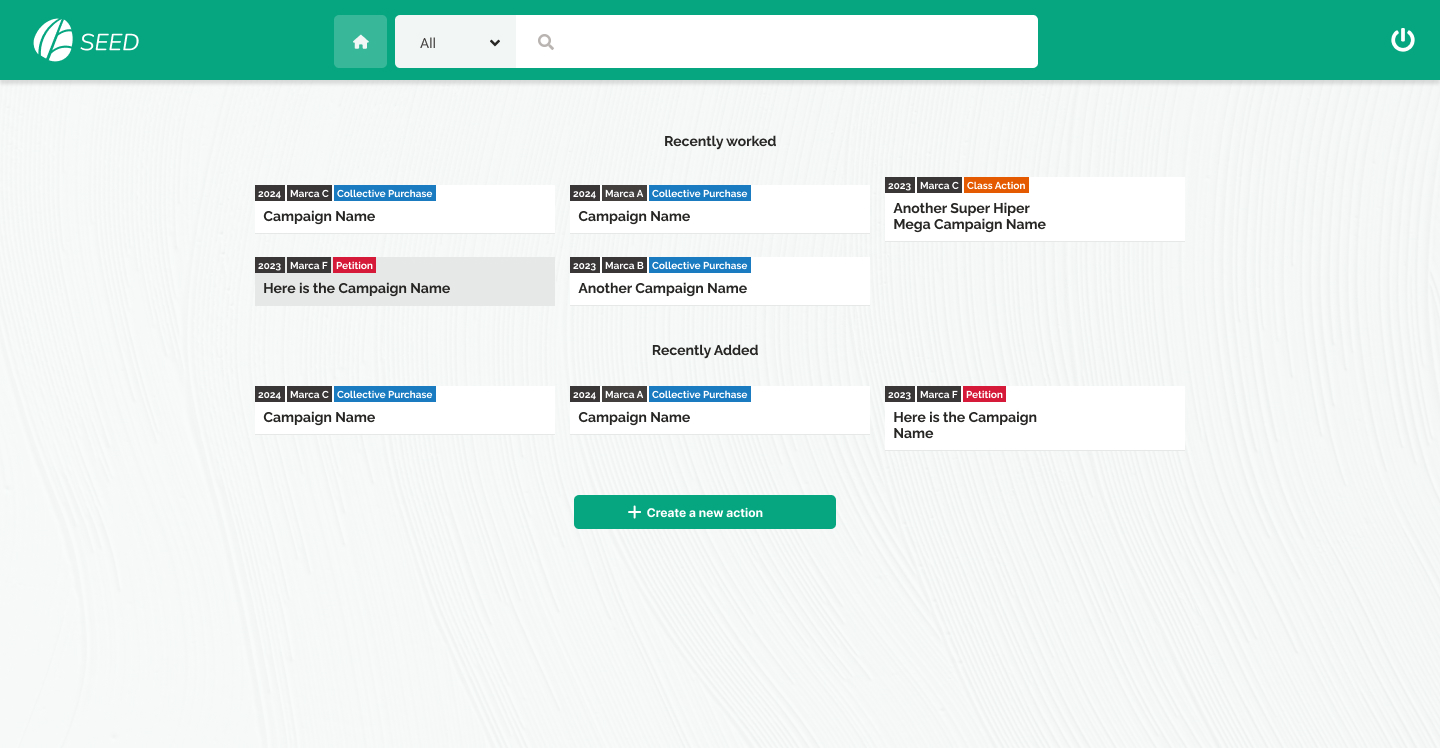 SEED
All
Recently worked
2024 Marca C Collective Purchase
Campaign Name
2024 Marca A Collective Purchase
Campaign Name
2023 Marca C Class Action
Another Super Hiper
Mega Campaign Name
2023 Marca F Petition
Here is the Campaign Name
2023 Marca B Collective Purchase
Another Campaign Name
Recently Added
2024 Marca C Collective Purchase
Campaign Name
2024 Marca A Collective Purchase
Campaign Name
2023 Marca F Petition
Here is the Campaign
Name
Create a new action